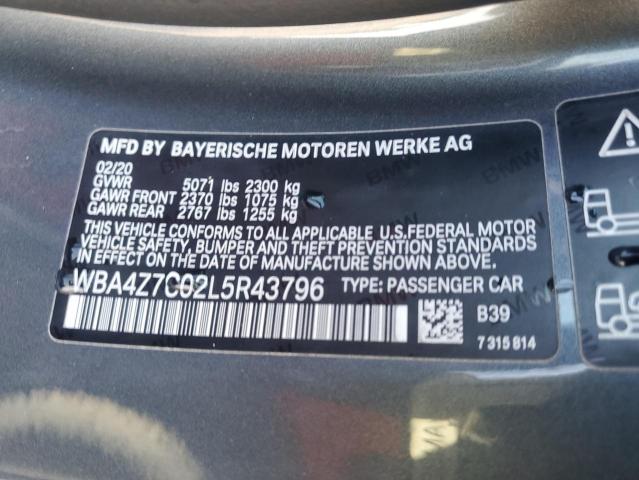 MFD BY BAYERISCHE MOTOREN WERKE AG
02/20
GVWR 5071 lbs 2300 kg
GAWR FRONT 2370 lbs 1075 kg
GAWR REAR 2767 lbs 1255 kg
THIS VEHICLE CONFORMS TO ALL APPLICABLE U.S.FEDERAL MOTOR
VEHICLE SAFETY, BUMPER AND THEFT PREVENTION STANDARDS
IN EFFECT ON THE DATE OF MANUFACTURE SHOWN ABOVE.
WBA4Z7C02L5R43796 TYPE: PASSENGER CAR
B39
7 315 814